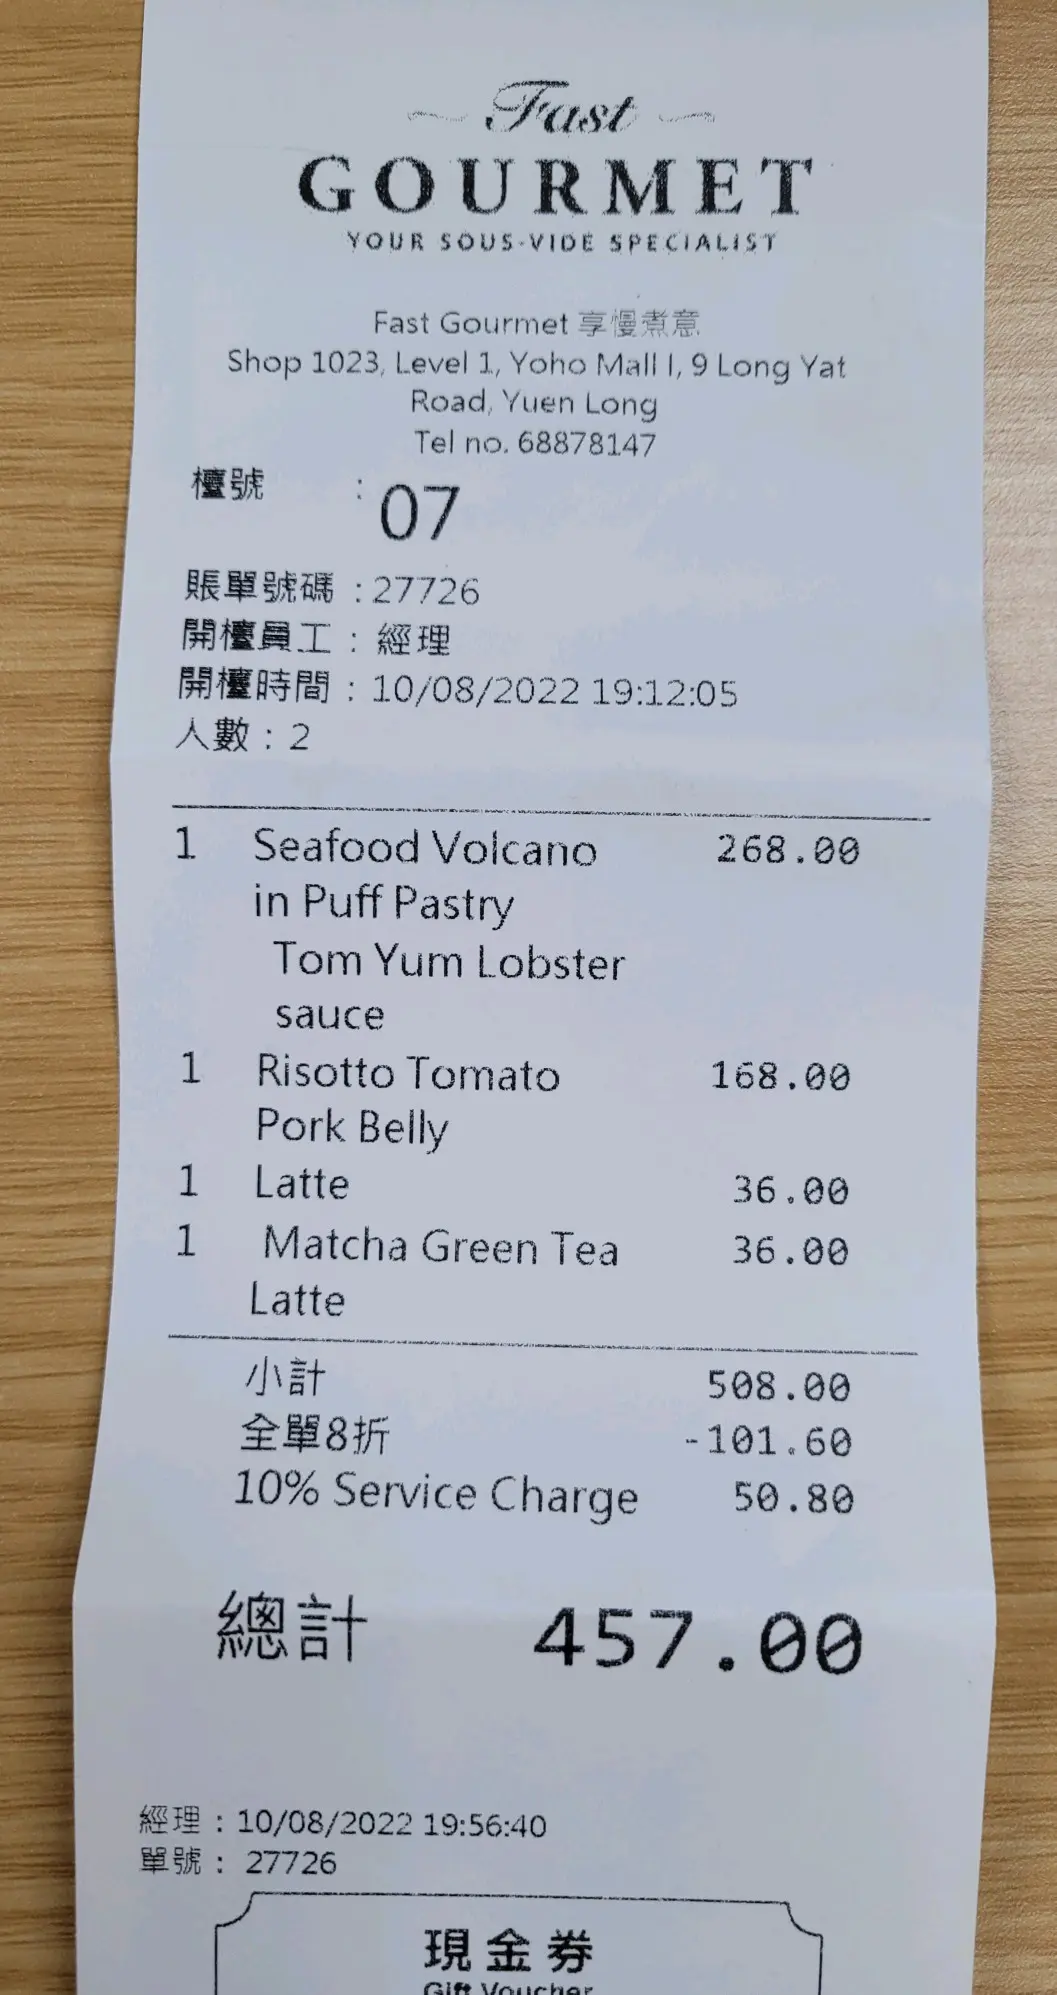 Fast
GOURMET
YOUR SOUS-VIDE SPECIALIST
Fast Gourmet 享慢煮意
Shop 1023, Level 1, Yoho Mall I, 9 Long Yat
Road, Yuen Long
Tel no. 68878147
檯號 : 07
賬單號碼 : 27726
開檯員工 : 經理
開檯時間 : 10/08/2022 19:12:05
人數 : 2
1 Seafood Volcano 268.00
in Puff Pastry
Tom Yum Lobster
sauce
1 Risotto Tomato 168.00
Pork Belly
1 Latte 36.00
1 Matcha Green Tea 36.00
Latte
小計 508.00
全單8折 -101.60
10% Service Charge 50.80
總計 457.00
經理 : 10/08/2022 19:56:40
單號 : 27726
現金券
Gift Voucher